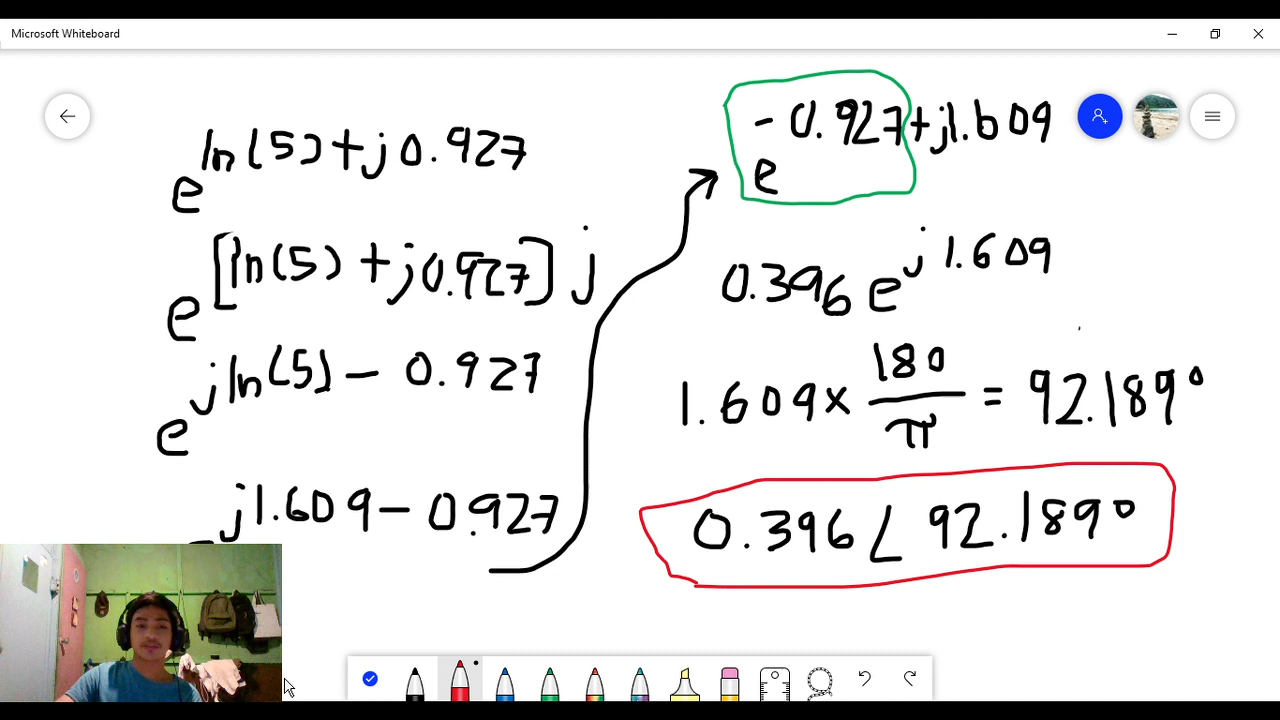 Microsoft Whiteboard
e^ln(5)+j0.927
e^[ln(5)+j0.927]j
e^jln(5)-0.927
j1.609-0.927
e^-0.927+j1.609
0.396 e^j1.609
1.609 × 180/π = 92.189°
0.396∠92.189°